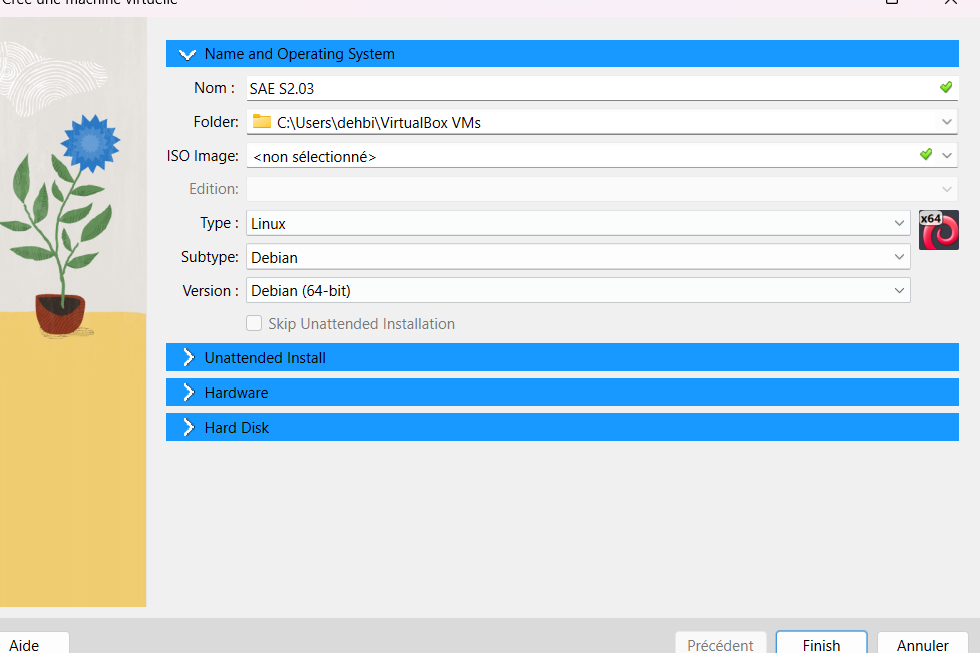 Crée une machine virtuelle
Name and Operating System
Nom : SAE S2.03
Folder: C:\Users\dehbi\VirtualBox VMs
ISO Image: <non sélectionné>
Edition:
Type : Linux
x64
Subtype: Debian
Version : Debian (64-bit)
Skip Unattended Installation
Unattended Install
Hardware
Hard Disk
Aide Précédent Finish Annuler